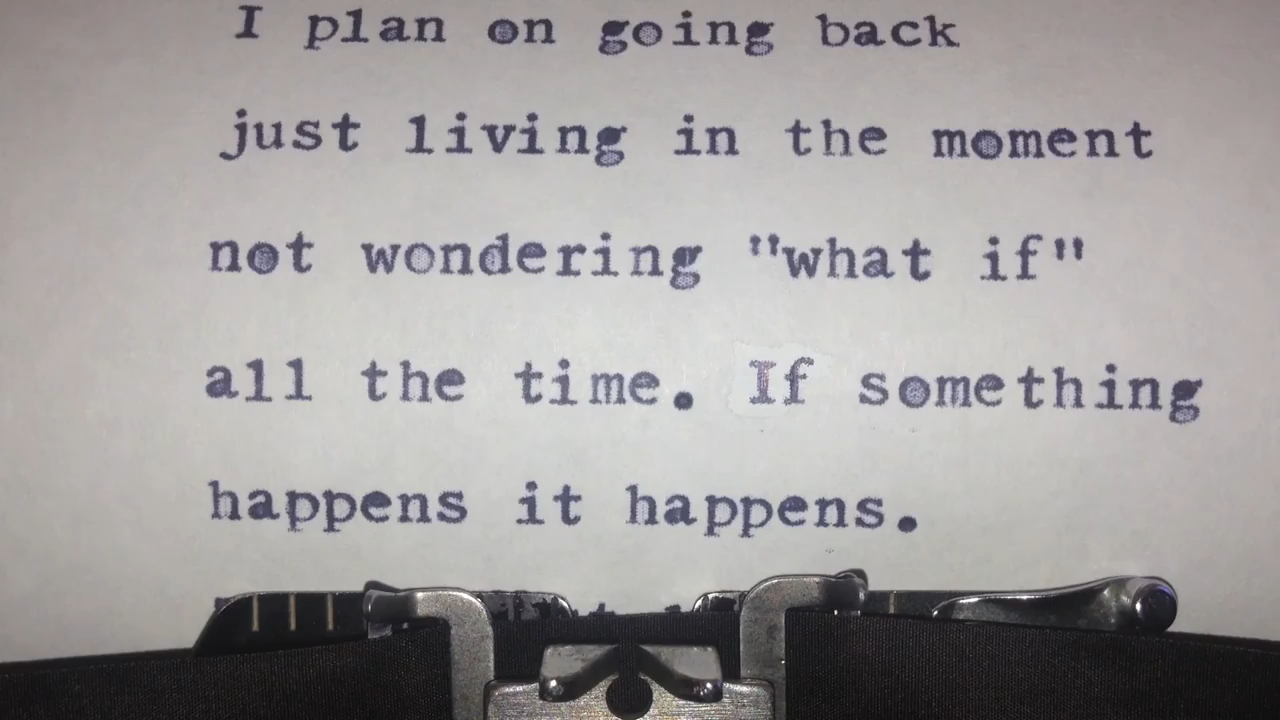 I plan on going back
just living in the moment
not wondering "what if"
all the time. If something
happens it happens.